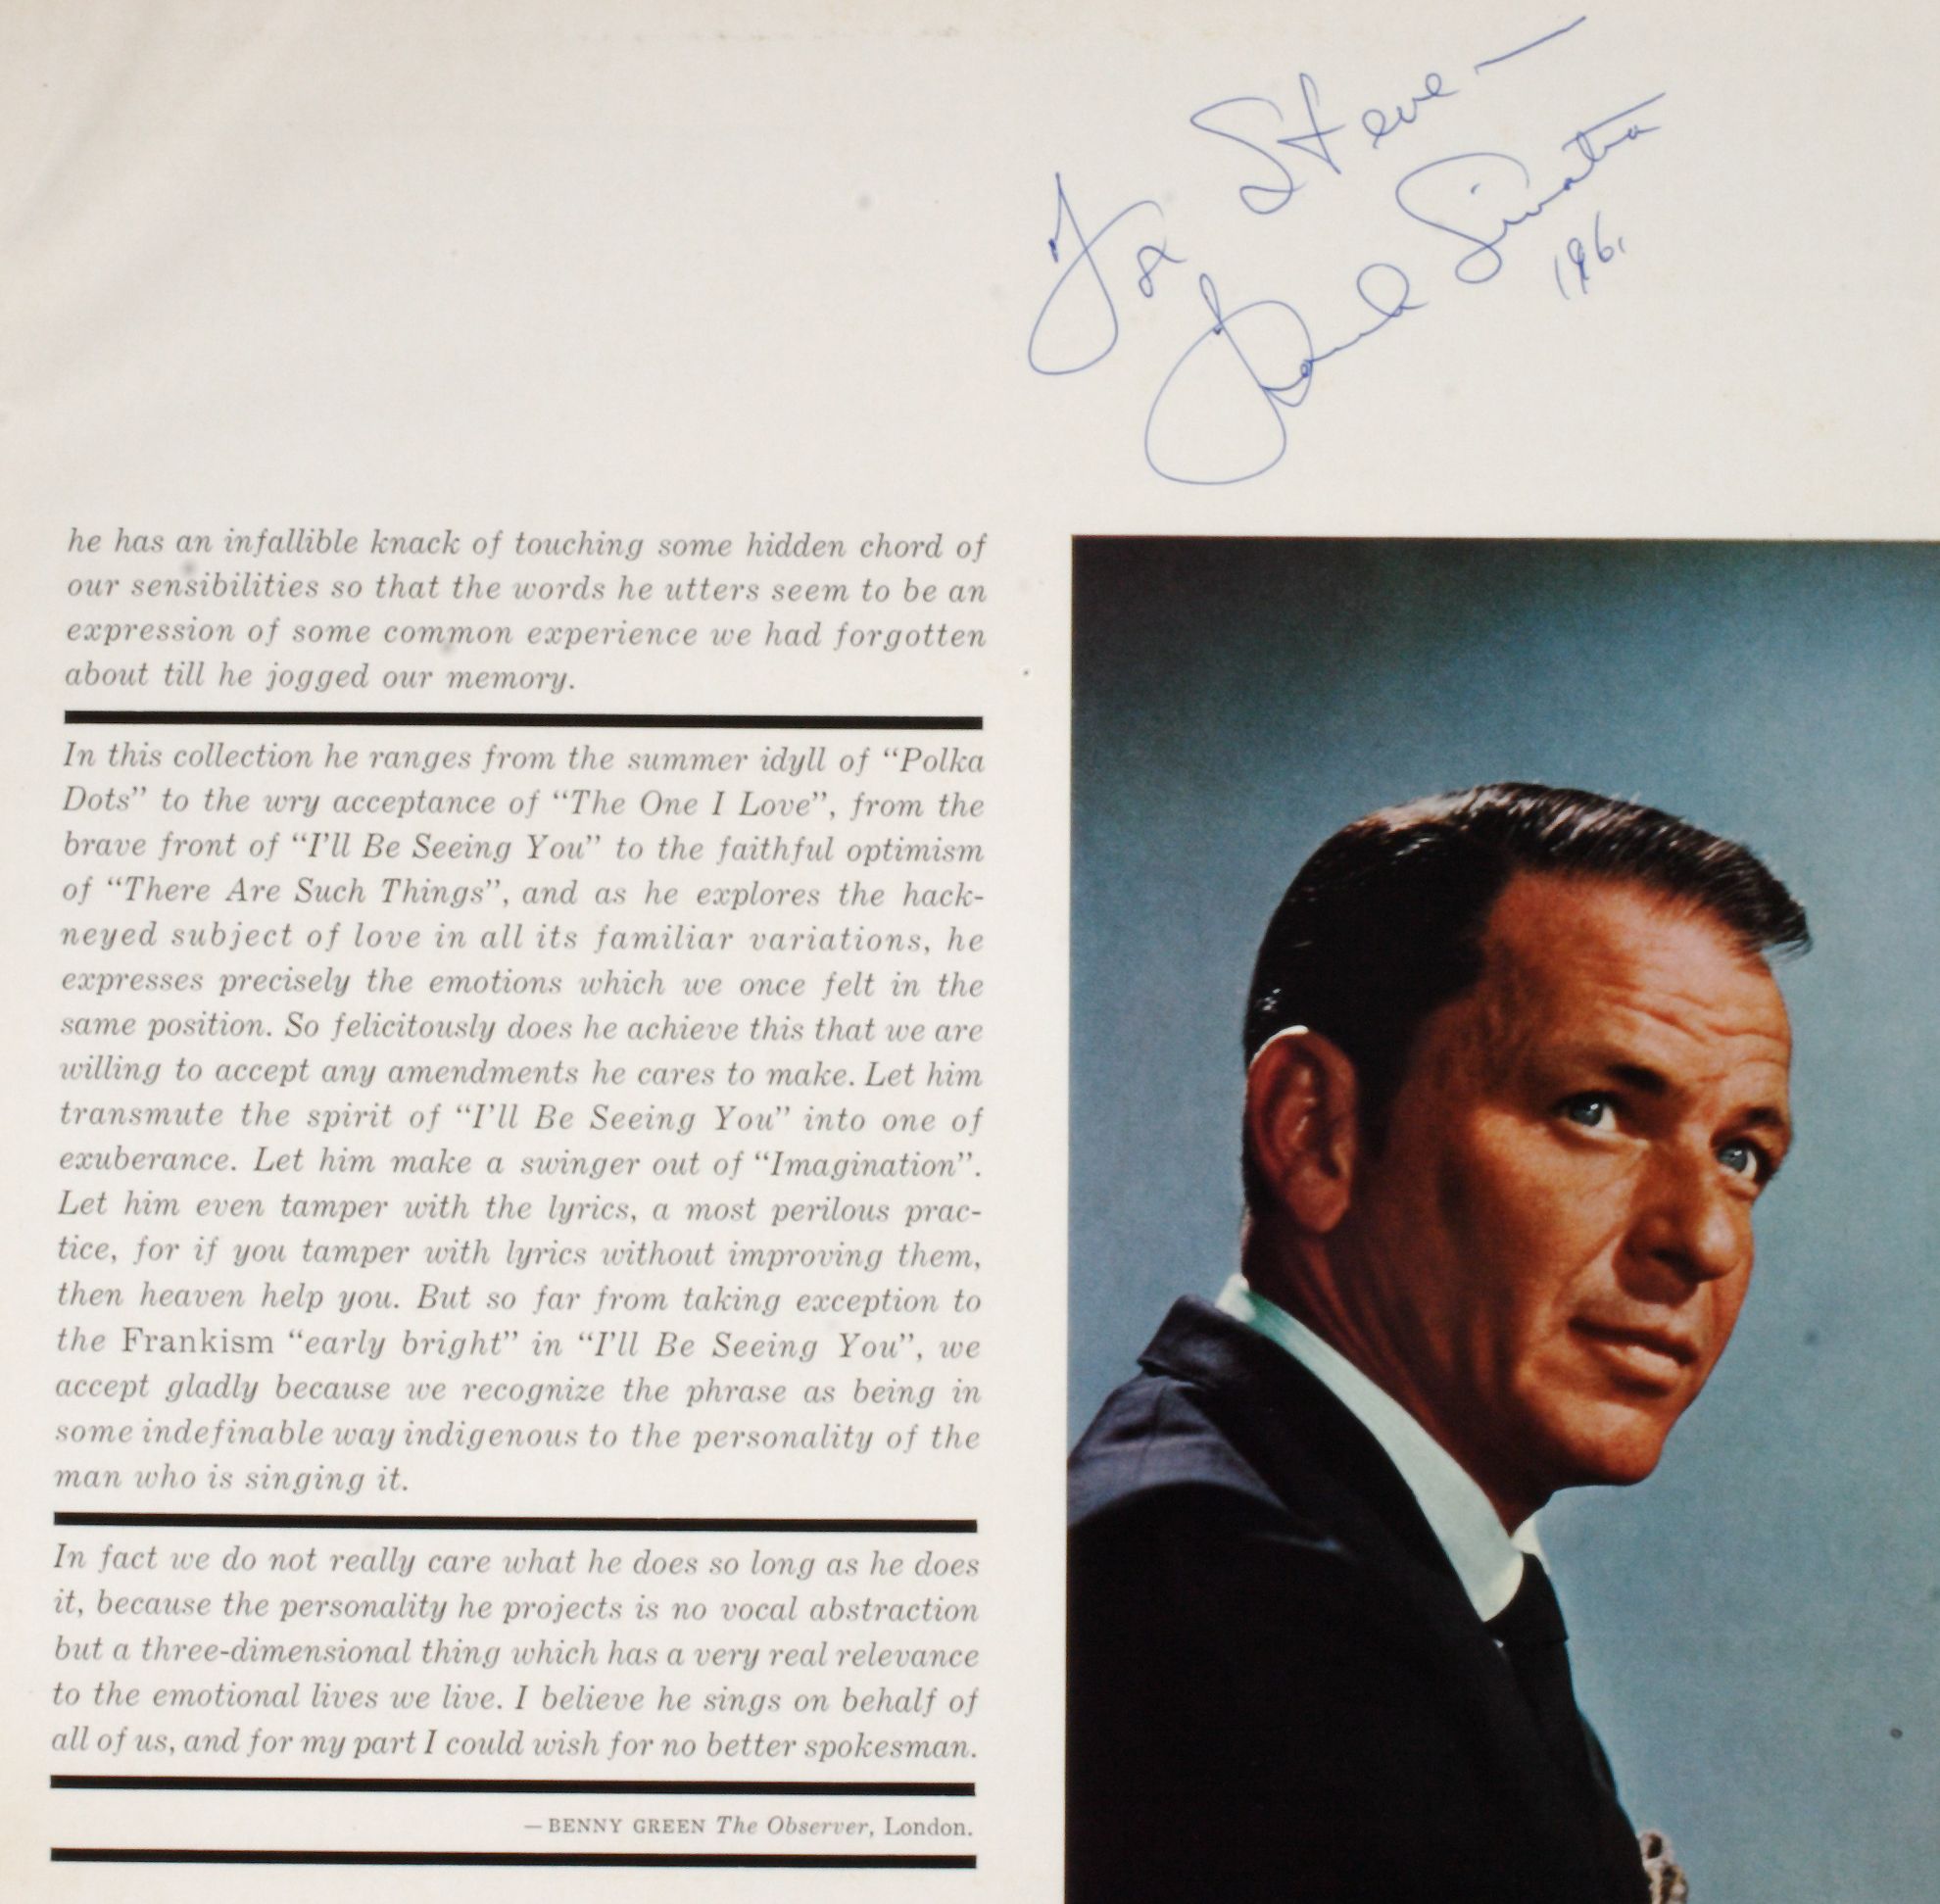 For Steve –
Frank Sinatra
1961
he has an infallible knack of touching some hidden chord of
our sensibilities so that the words he utters seem to be an
expression of some common experience we had forgotten
about till he jogged our memory.
In this collection he ranges from the summer idyll of “Polka
Dots” to the wry acceptance of “The One I Love”, from the
brave front of “I’ll Be Seeing You” to the faithful optimism
of “There Are Such Things”, and as he explores the hack-
neyed subject of love in all its familiar variations, he
expresses precisely the emotions which we once felt in the
same position. So felicitously does he achieve this that we are
willing to accept any amendments he cares to make. Let him
transmute the spirit of “I’ll Be Seeing You” into one of
exuberance. Let him make a swinger out of “Imagination”.
Let him even tamper with the lyrics, a most perilous prac-
tice, for if you tamper with lyrics without improving them,
then heaven help you. But so far from taking exception to
the Frankism “early bright” in “I’ll Be Seeing You”, we
accept gladly because we recognize the phrase as being in
some indefinable way indigenous to the personality of the
man who is singing it.
In fact we do not really care what he does so long as he does
it, because the personality he projects is no vocal abstraction
but a three-dimensional thing which has a very real relevance
to the emotional lives we live. I believe he sings on behalf of
all of us, and for my part I could wish for no better spokesman.
— BENNY GREEN The Observer, London.